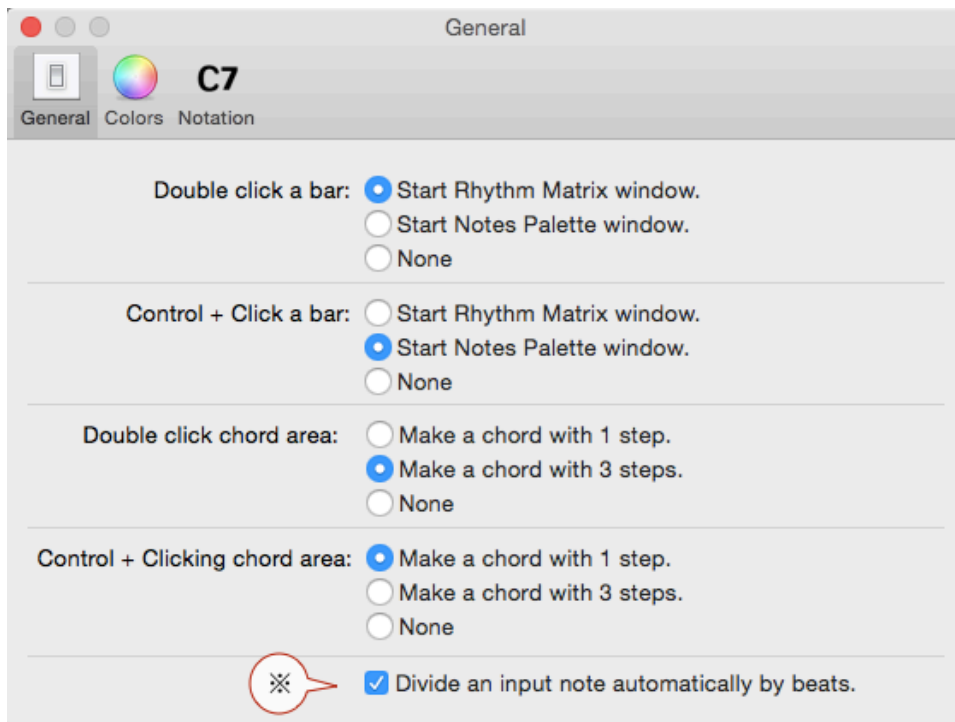 General
C7
General Colors Notation
Double click a bar: Start Rhythm Matrix window.
Start Notes Palette window.
None
Control + Click a bar: Start Rhythm Matrix window.
Start Notes Palette window.
None
Double click chord area: Make a chord with 1 step.
Make a chord with 3 steps.
None
Control + Clicking chord area: Make a chord with 1 step.
Make a chord with 3 steps.
None
※ Divide an input note automatically by beats.